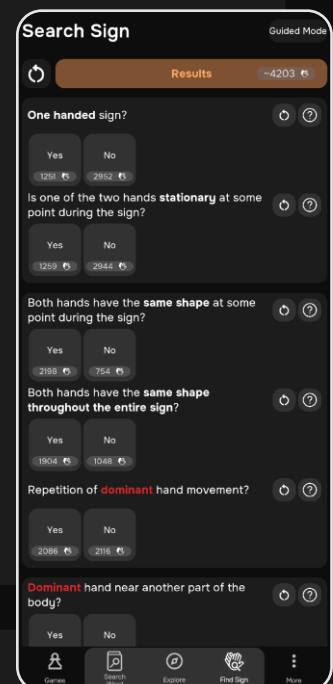 Search Sign
Guided Mode
Results
~4203
One handed sign?
Yes
No
1251
2952
Is one of the two hands stationary at some
point during the sign?
Yes
No
1259
2944
Both hands have the same shape at some
point during the sign?
Yes
No
2198
754
Both hands have the same shape
throughout the entire sign?
Yes
No
1904
1048
Repetition of dominant hand movement?
Yes
No
2086
2116
Dominant hand near another part of the
body?
Yes
No
Games
Search
Word
Explore
Find Sign
More